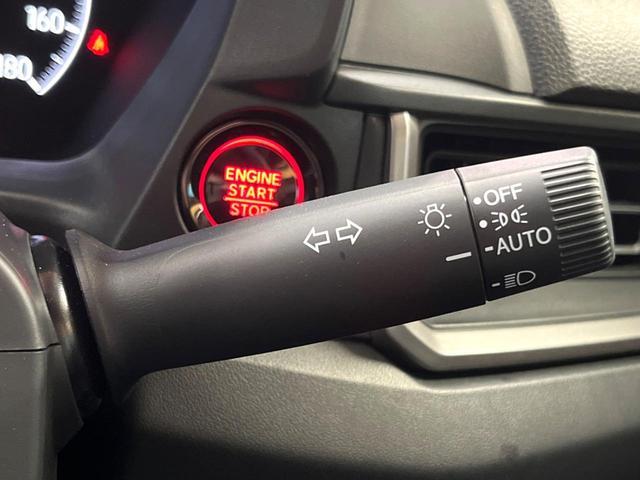 160
180
ENGINE
START
STOP
OFF
AUTO